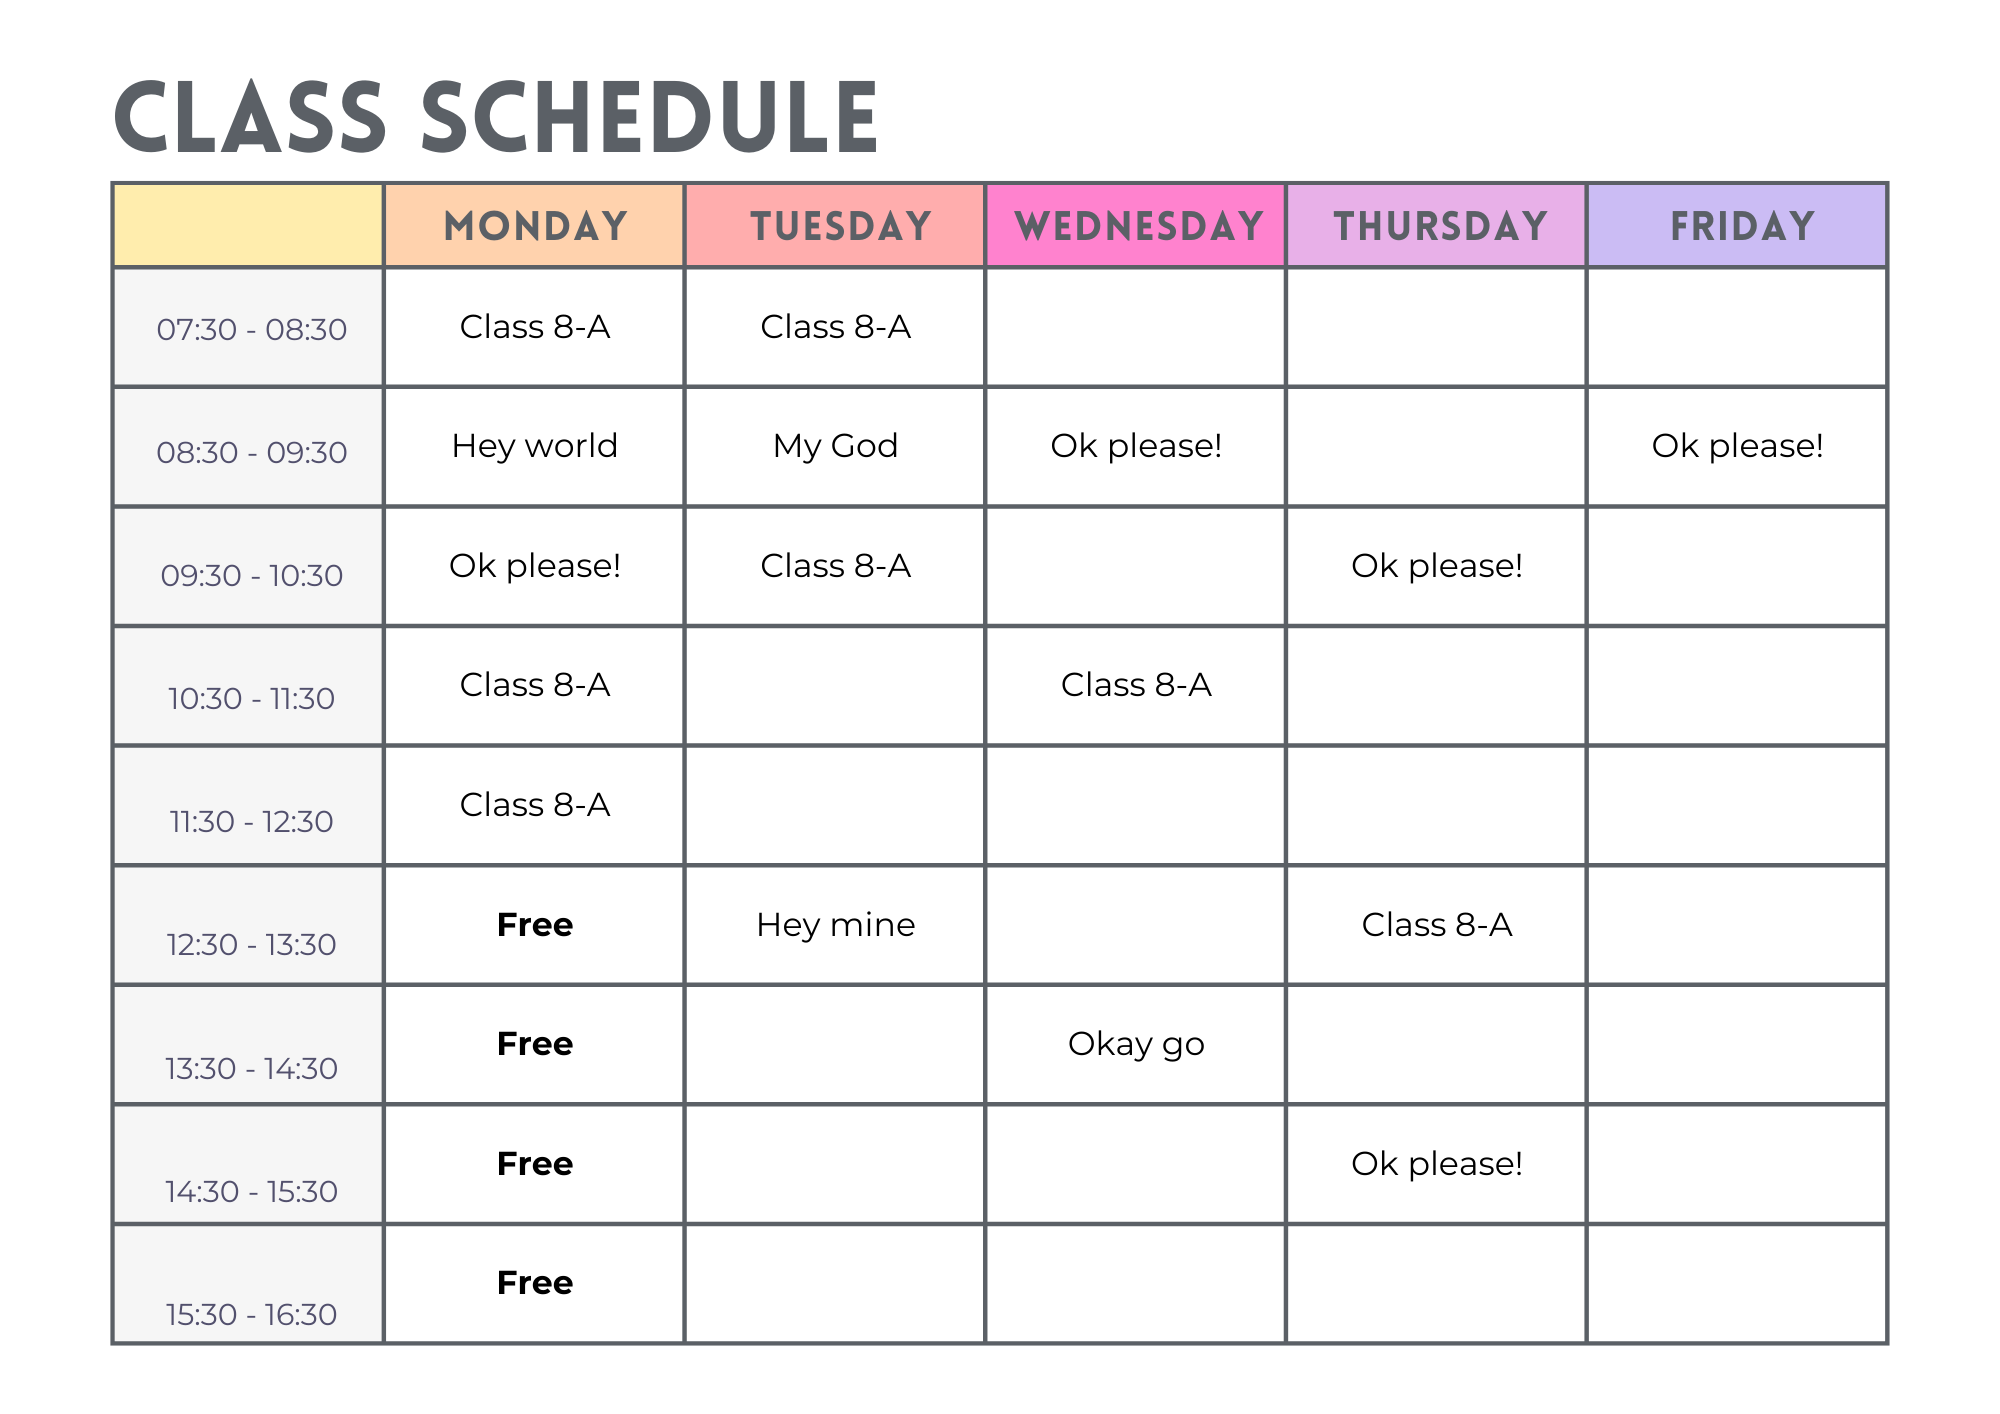 CLASS SCHEDULE
MONDAY TUESDAY WEDNESDAY THURSDAY FRIDAY
07:30 - 08:30 Class 8-A Class 8-A
08:30 - 09:30 Hey world My God Ok please! Ok please!
09:30 - 10:30 Ok please! Class 8-A Ok please!
10:30 - 11:30 Class 8-A Class 8-A
11:30 - 12:30 Class 8-A
12:30 - 13:30 Free Hey mine Class 8-A
13:30 - 14:30 Free Okay go
14:30 - 15:30 Free Ok please!
15:30 - 16:30 Free